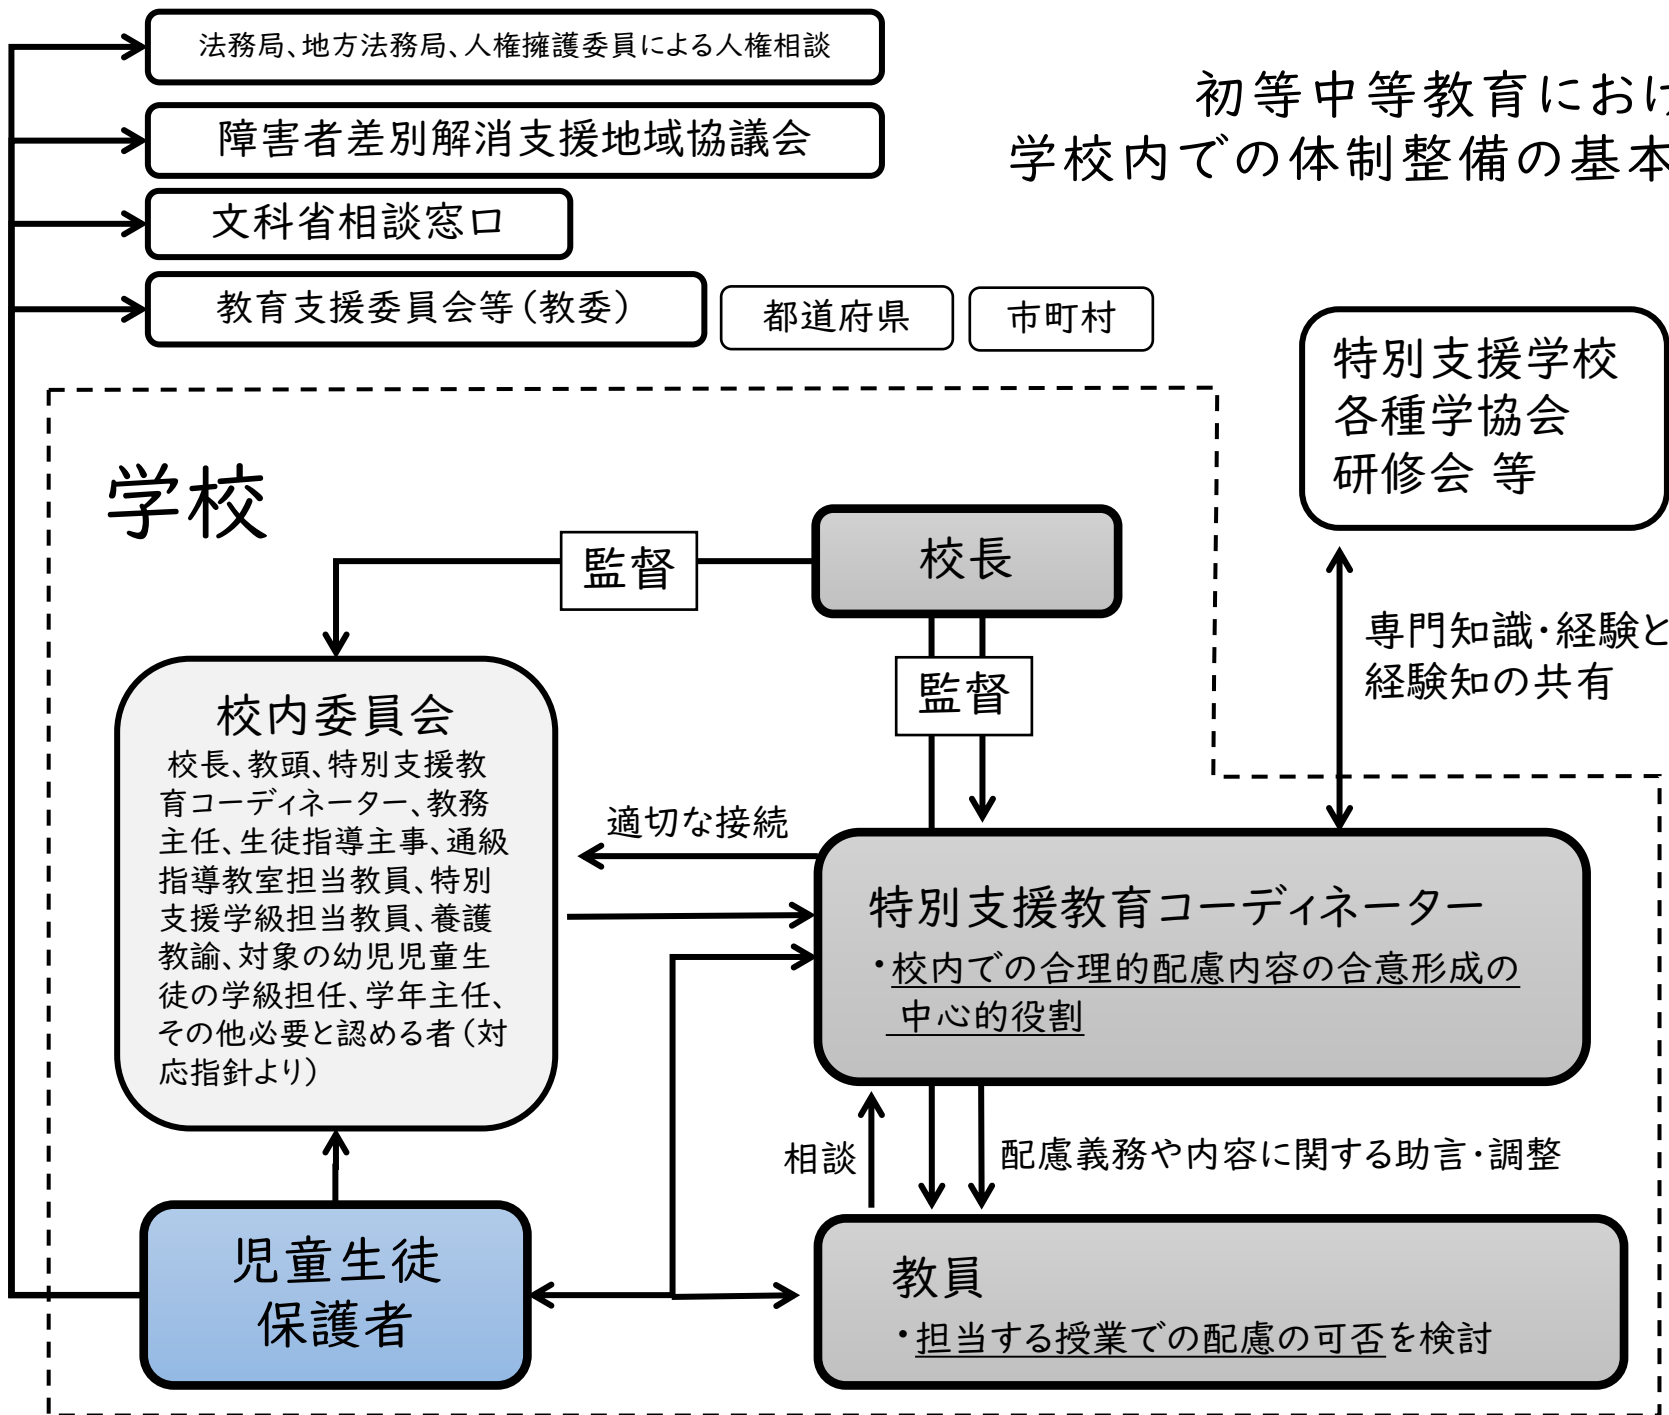 法務局、地方法務局、人権擁護委員による人権相談
障害者差別解消支援地域協議会
文科省相談窓口
教育支援委員会等（教委）
都道府県
市町村
初等中等教育にお
学校内での体制整備の基本
特別支援学校
各種学協会
研修会 等
学校
監督
校長
専門知識・経験と
経験知の共有
監督
校内委員会
校長、教頭、特別支援教
育コーディネーター、教務
主任、生徒指導主事、通級
指導教室担当教員、特別
支援学級担当教員、養護
教諭、対象の幼児児童生
徒の学級担任、学年主任、
その他必要と認める者（対
応指針より）
適切な接続
特別支援教育コーディネーター
・校内での合理的配慮内容の合意形成の
中心的役割
相談
配慮義務や内容に関する助言・調整
児童生徒
保護者
教員
・担当する授業での配慮の可否を検討